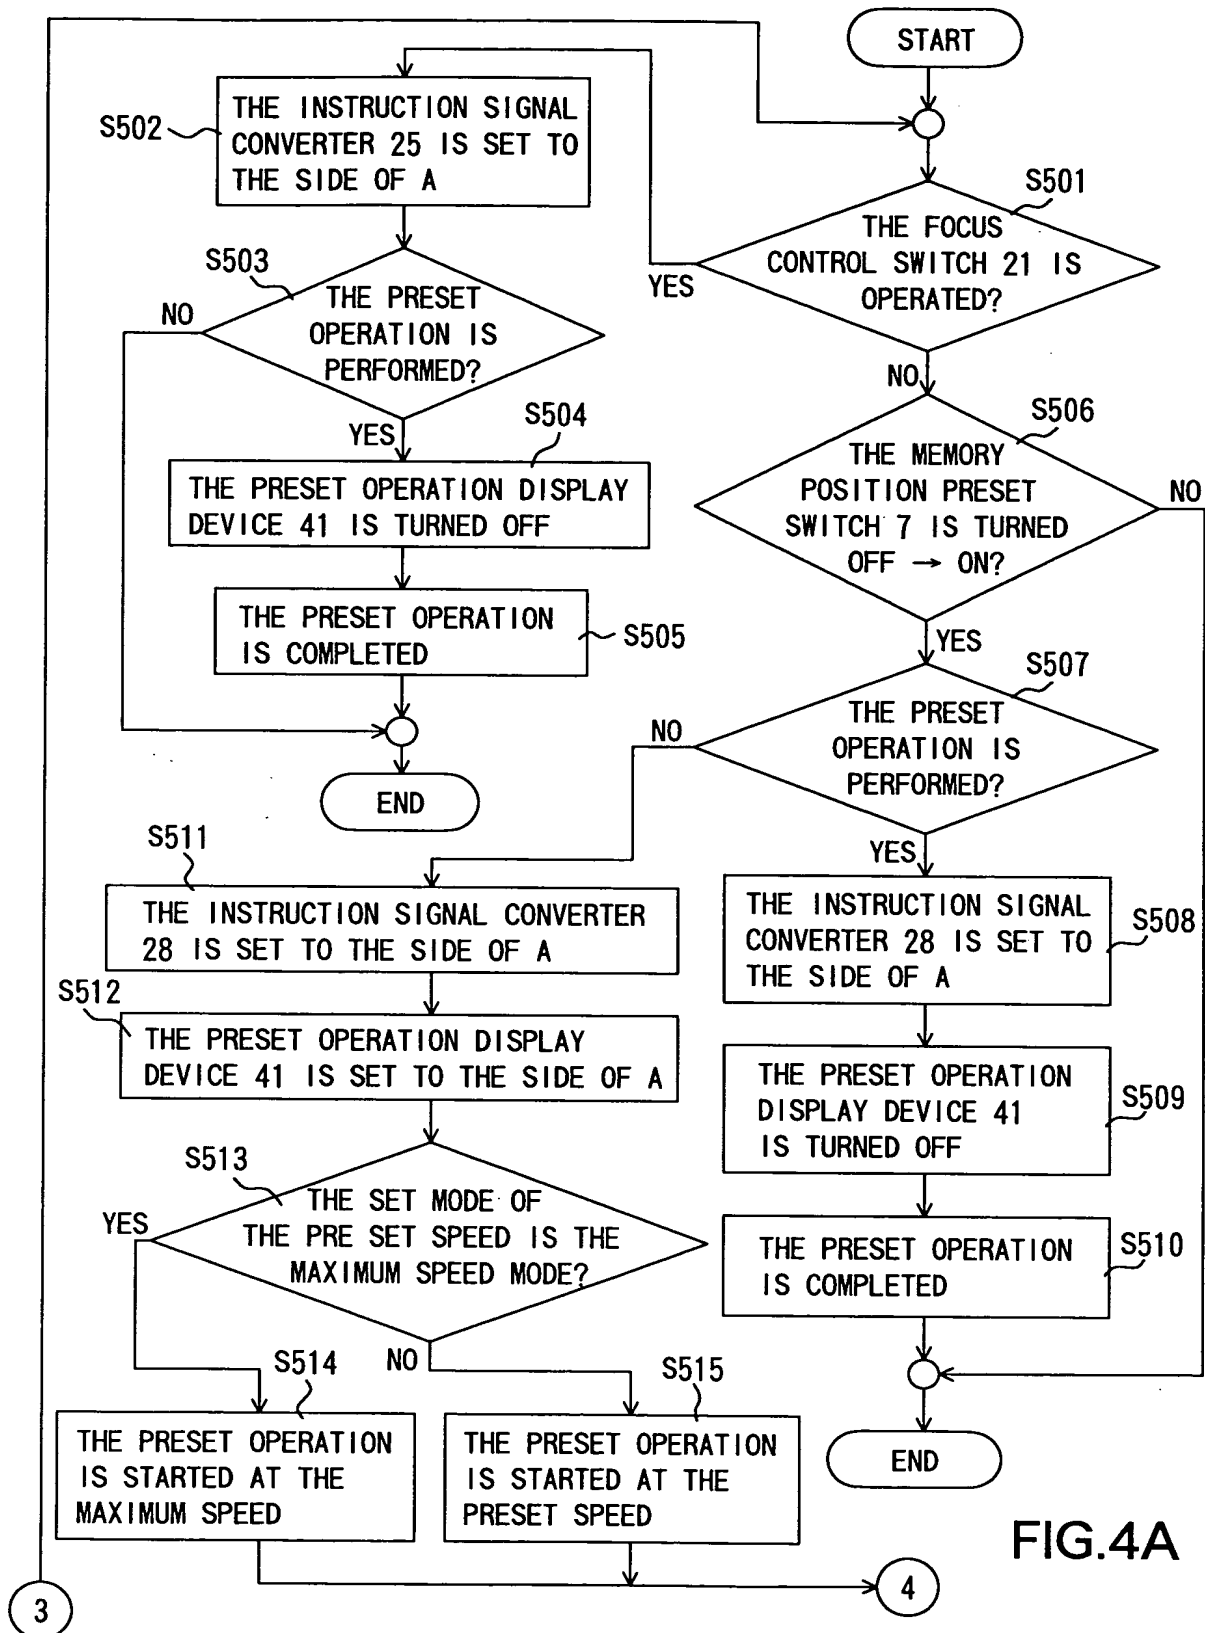 START
S502
THE INSTRUCTION SIGNAL
CONVERTER 25 IS SET TO
THE SIDE OF A
S501
THE FOCUS
CONTROL SWITCH 21 IS
OPERATED?
YES
NO
S503
THE PRESET
OPERATION IS
PERFORMED?
NO
YES
S504
THE PRESET OPERATION DISPLAY
DEVICE 41 IS TURNED OFF
THE PRESET OPERATION
IS COMPLETED
S505
END
S506
THE MEMORY
POSITION PRESET
SWITCH 7 IS TURNED
OFF → ON?
NO
YES
S507
THE PRESET
OPERATION IS
PERFORMED?
NO
YES
S508
THE INSTRUCTION SIGNAL
CONVERTER 28 IS SET TO
THE SIDE OF A
S509
THE PRESET OPERATION
DISPLAY DEVICE 41
IS TURNED OFF
S510
THE PRESET OPERATION
IS COMPLETED
END
S511
THE INSTRUCTION SIGNAL CONVERTER
28 IS SET TO THE SIDE OF A
S512
THE PRESET OPERATION DISPLAY
DEVICE 41 IS SET TO THE SIDE OF A
S513
THE SET MODE OF
THE PRE SET SPEED IS THE
MAXIMUM SPEED MODE?
YES
NO
S514
THE PRESET OPERATION
IS STARTED AT THE
MAXIMUM SPEED
S515
THE PRESET OPERATION
IS STARTED AT THE
PRESET SPEED
FIG.4A
3
4